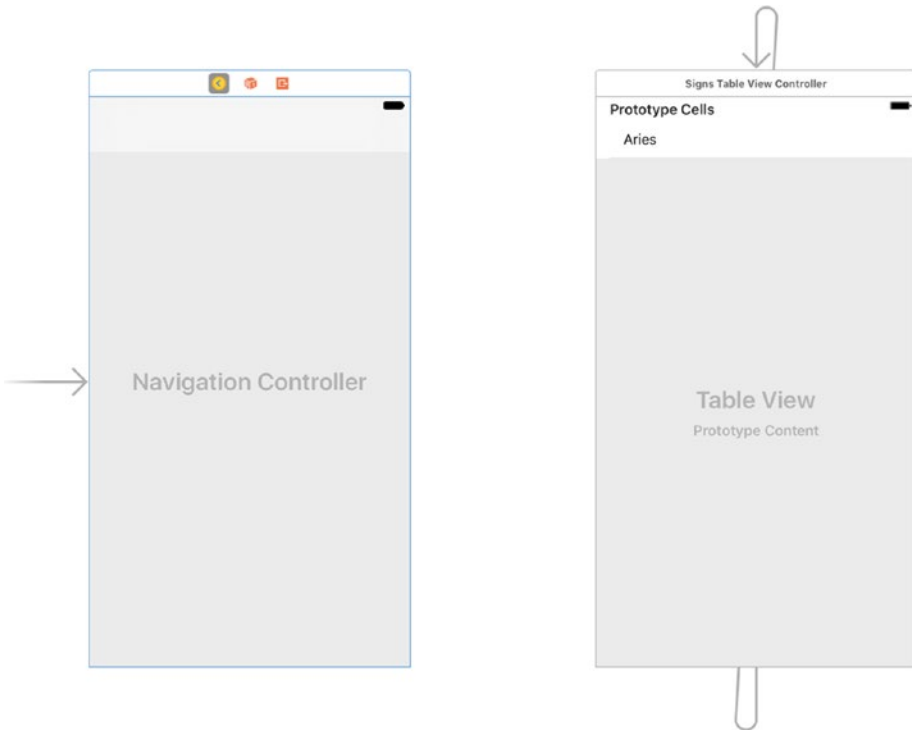 Navigation Controller
Signs Table View Controller
Prototype Cells
Aries
Table View
Prototype Content